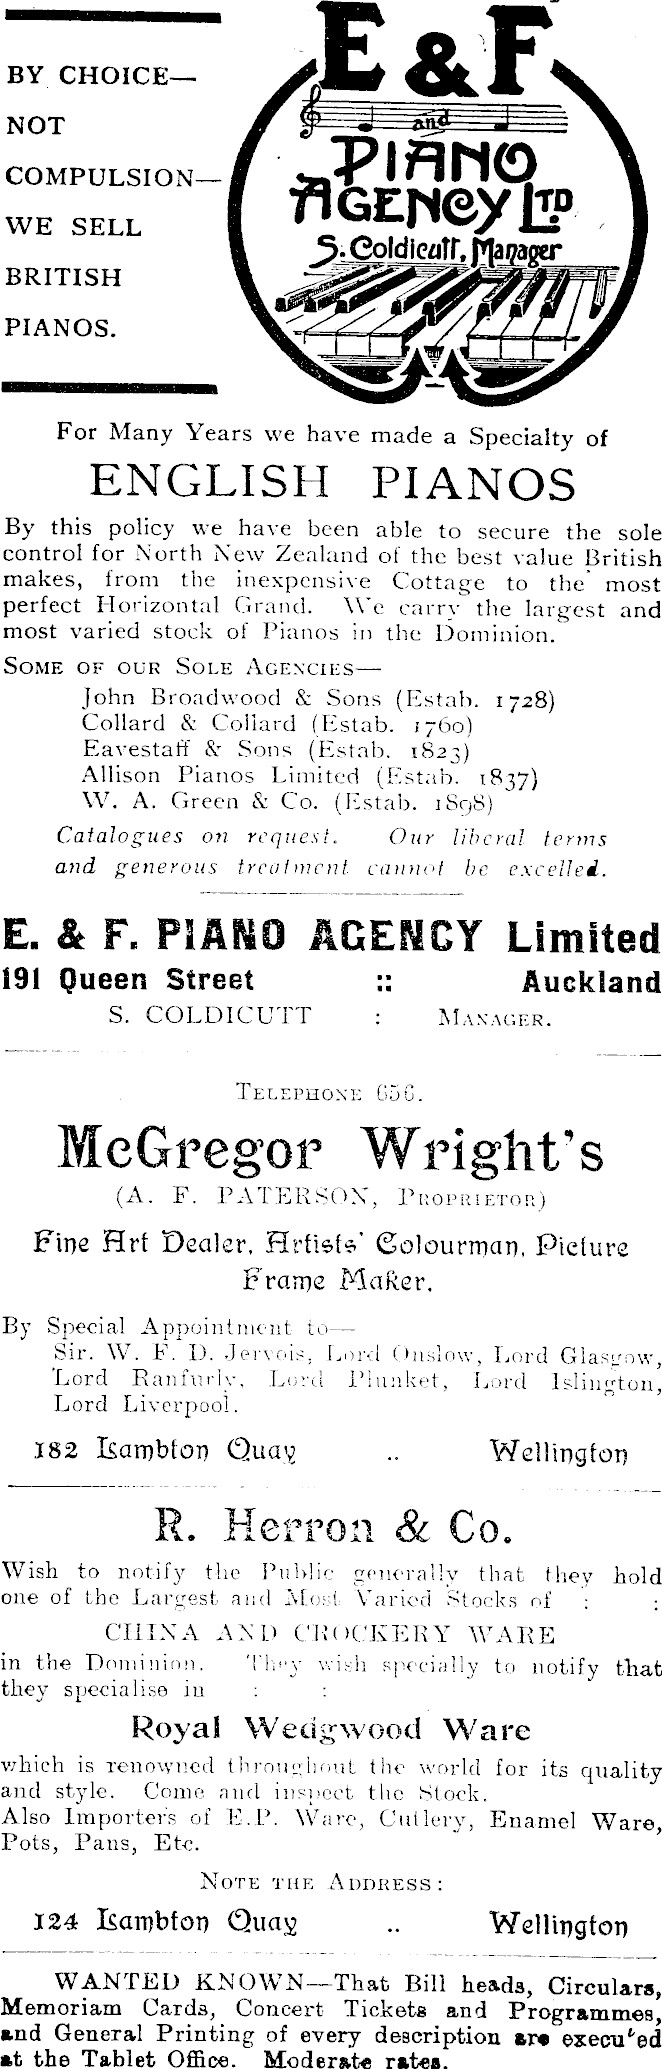 BY CHOICE—
NOT
COMPULSION—
WE SELL
BRITISH
PIANOS.
E & F
and
PIANO
AGENCY LTD.
S. Coldicutt, Manager
For Many Years we have made a Specialty of
ENGLISH PIANOS
By this policy we have been able to secure the sole
control for North New Zealand of the best value British
makes, from the inexpensive Cottage to the most
perfect Horizontal Grand. We carry the largest and
most varied stock of Pianos in the Dominion.
SOME OF OUR SOLE AGENCIES—
John Broadwood & Sons (Estab. 1728)
Collard & Collard (Estab. 1760)
Eavestaff & Sons (Estab. 1823)
Allison Pianos Limited (Estab. 1837)
W. A. Green & Co. (Estab. 1898)
Catalogues on request. Our liberal terms
and generous treatment cannot be excelled.
E. & F. PIANO AGENCY Limited
191 Queen Street :: Auckland
S. COLDICUTT : MANAGER.
TELEPHONE 656.
McGregor Wright's
(A. F. PATERSON, PROPRIETOR)
Fine Art Dealer, Artists' Colourman, Picture
Frame Maker.
By Special Appointment to—
Sir. W. F. D. Jervois, Lord Onslow, Lord Glasgow,
Lord Ranfurly, Lord Plunket, Lord Islington,
Lord Liverpool.
182 Lambton Quay .. Wellington
R. Herron & Co.
Wish to notify the Public generally that they hold
one of the Largest and Most Varied Stocks of : :
CHINA AND CROCKERY WARE
in the Dominion. They wish specially to notify that
they specialise in : :
Royal Wedgwood Ware
which is renowned throughout the world for its quality
and style. Come and inspect the Stock.
Also Importers of E.P. Ware, Cutlery, Enamel Ware,
Pots, Pans, Etc.
NOTE THE ADDRESS:
124 Lambton Quay .. Wellington
WANTED KNOWN—That Bill heads, Circulars,
Memoriam Cards, Concert Tickets and Programmes,
and General Printing of every description are execu'ed
at the Tablet Office. Moderate rates.